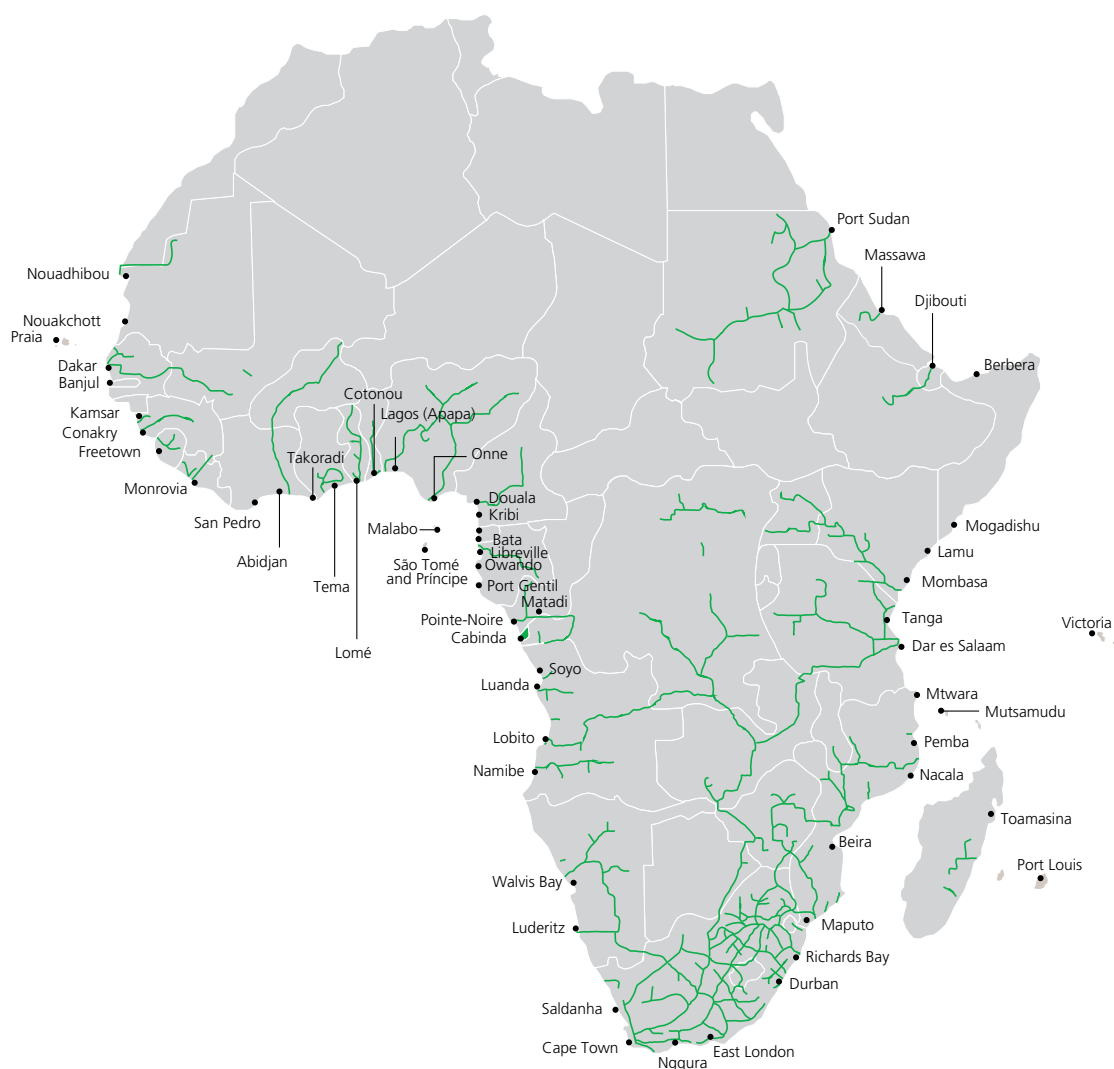 Port Sudan
Massawa
Nouadhibou
Djibouti
Nouakchott
Praia
Berbera
Dakar
Banjul
Cotonou
Kamsar
Lagos (Apapa)
Conakry
Freetown
Takoradi
Onne
Monrovia
Douala
San Pedro
Kribi
Malabo
Mogadishu
Bata
Libreville
Lamu
Abidjan
São Tomé
and Príncipe
Owando
Tema
Port Gentil
Mombasa
Matadi
Pointe-Noire
Tanga
Victoria
Cabinda
Dar es Salaam
Lomé
Soyo
Luanda
Mtwara
Mutsamudu
Lobito
Pemba
Namibe
Nacala
Toamasina
Beira
Port Louis
Walvis Bay
Maputo
Luderitz
Richards Bay
Durban
Saldanha
Cape Town
East London
Nggura